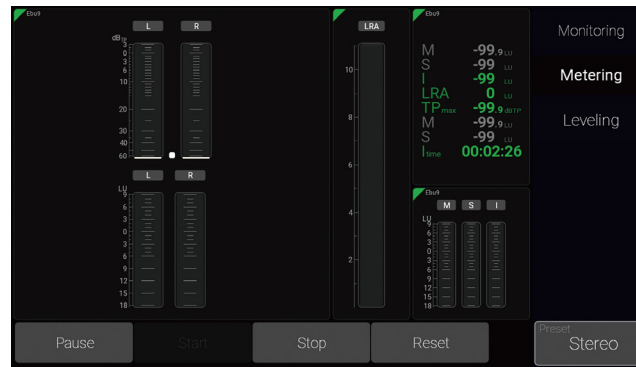 Ebu9
L R
dBTP
3
0
3
6
10
20
30
40
60
L R
LU
9
6
3
0
3
6
9
12
15
18
LRA
10
8
6
4
2
Ebu9
M -99.9 LU
S -99 LU
I -99 LU
LRA 0 LU
TPmax -99.9 dBTP
M -99.9 LU
S -99 LU
Itime 00:02:26
Ebu9
M S I
LU
9
6
3
0
3
6
9
12
15
18
Monitoring
Metering
Leveling
Pause Start Stop Reset
Preset
Stereo